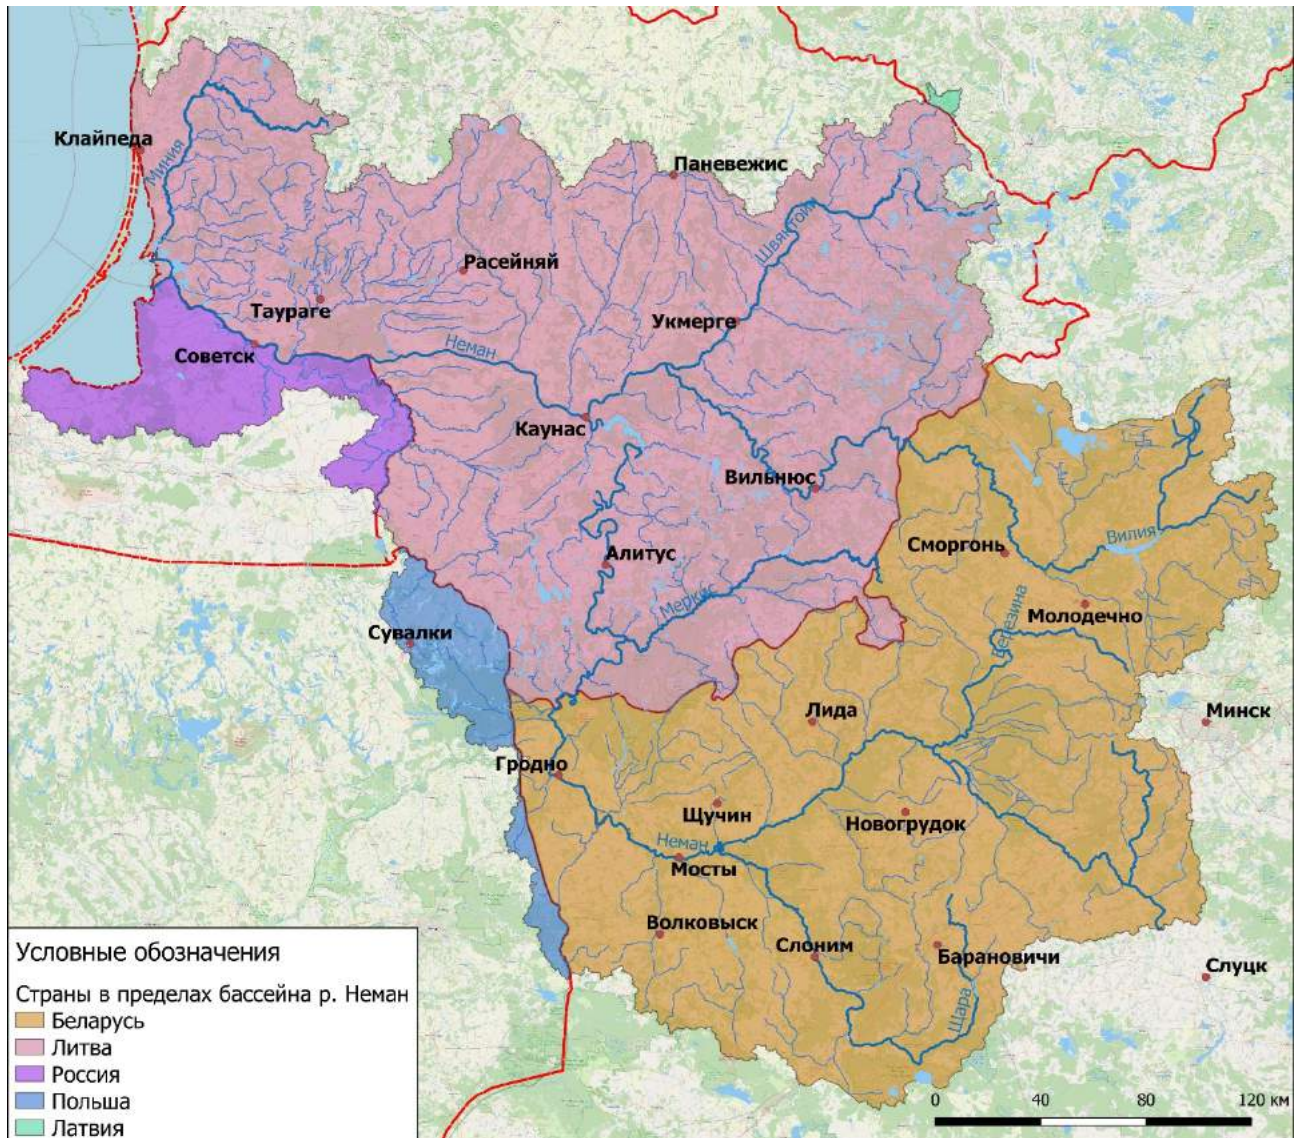 Клайпеда
Миния
Паневежис
Швянтойи
Расейняй
Таураге
Укмерге
Советск
Неман
Каунас
Вильнюс
Вилия
Сморгонь
Алитус
Меркис
Березина
Молодечно
Сувалки
Лида
Минск
Гродно
Щучин
Новогрудок
Неман
Мосты
Волковыск
Слоним
Барановичи
Слуцк
Щара
Условные обозначения
Страны в пределах бассейна р. Неман
Беларусь
Литва
Россия
Польша
Латвия
0 40 80 120 км